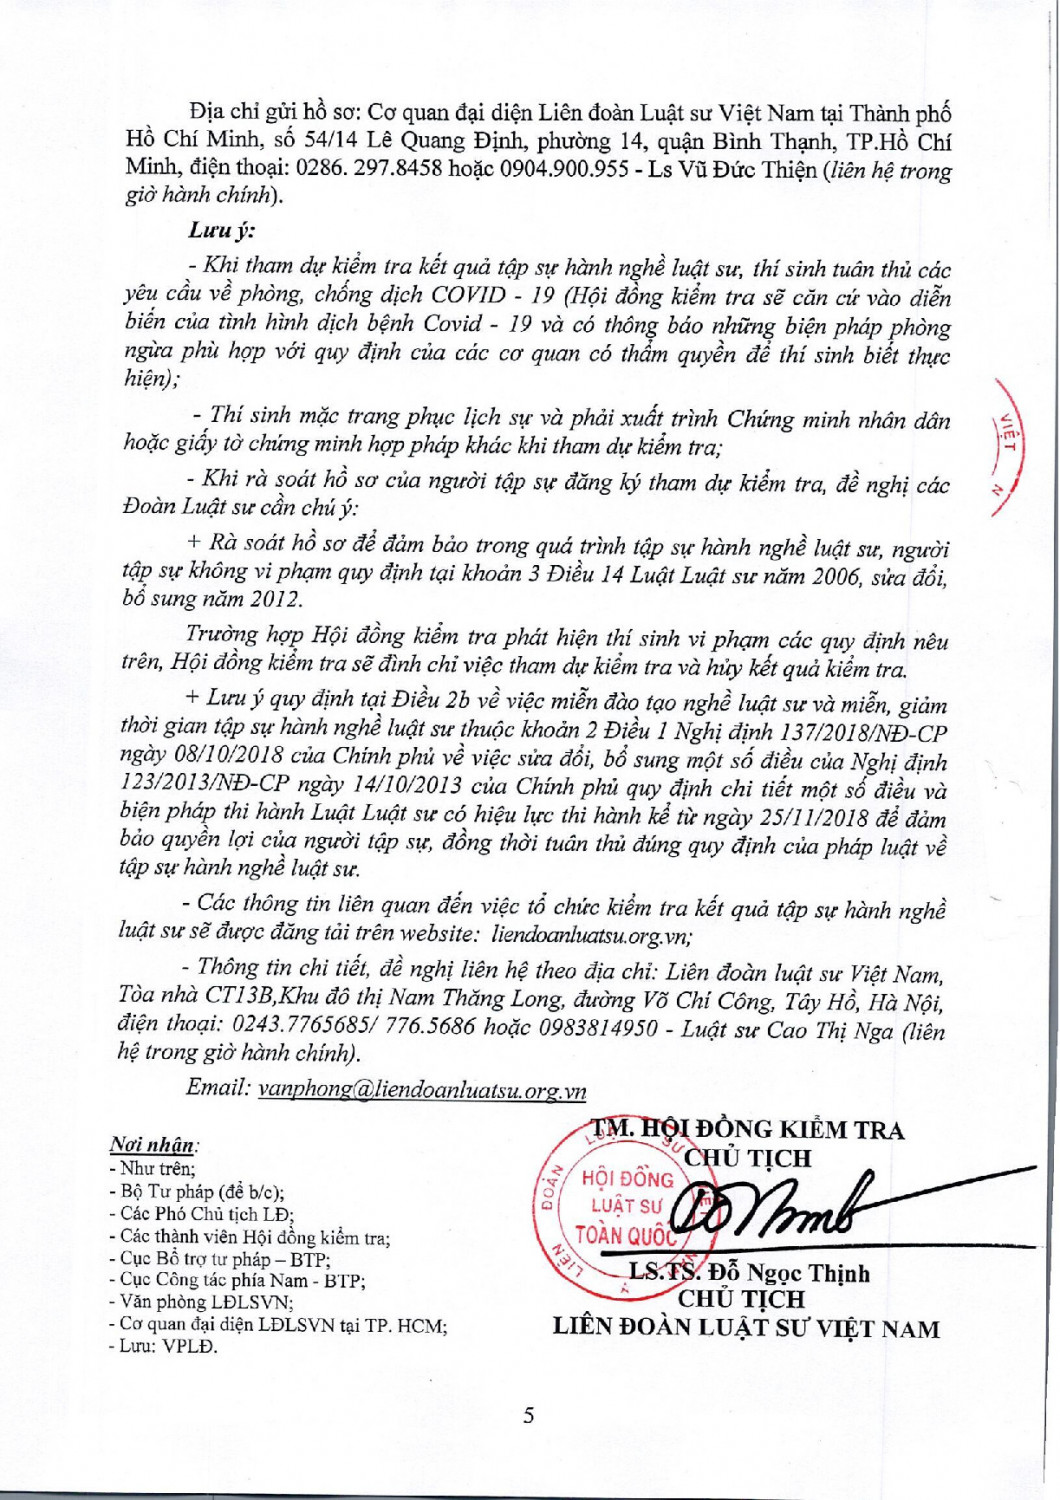 Địa chỉ gửi hồ sơ: Cơ quan đại diện Liên đoàn Luật sư Việt Nam tại Thành phố
Hồ Chí Minh, số 54/14 Lê Quang Định, phường 14, quận Bình Thạnh, TP.Hồ Chí
Minh, điện thoại: 0286. 297.8458 hoặc 0904.900.955 - Ls Vũ Đức Thiện (liên hệ trong
giờ hành chính).
Lưu ý:
- Khi tham dự kiểm tra kết quả tập sự hành nghề luật sư, thí sinh tuân thủ các
yêu cầu về phòng, chống dịch COVID - 19 (Hội đồng kiểm tra sẽ căn cứ vào diễn
biến của tình hình dịch bệnh Covid - 19 và có thông báo những biện pháp phòng
ngừa phù hợp với quy định của các cơ quan có thẩm quyền để thí sinh biết thực
hiện);
- Thí sinh mặc trang phục lịch sự và phải xuất trình Chứng minh nhân dân
hoặc giấy tờ chứng minh hợp pháp khác khi tham dự kiểm tra;
- Khi rà soát hồ sơ của người tập sự đăng ký tham dự kiểm tra, đề nghị các
Đoàn Luật sư cần chú ý:
+ Rà soát hồ sơ để đảm bảo trong quá trình tập sự hành nghề luật sư, người
tập sự không vi phạm quy định tại khoản 3 Điều 14 Luật Luật sư năm 2006, sửa đổi,
bổ sung năm 2012.
Trường hợp Hội đồng kiểm tra phát hiện thí sinh vi phạm các quy định nêu
trên, Hội đồng kiểm tra sẽ đình chỉ việc tham dự kiểm tra và hủy kết quả kiểm tra.
+ Lưu ý quy định tại Điều 2b về việc miễn đào tạo nghề luật sư và miễn, giảm
thời gian tập sự hành nghề luật sư thuộc khoản 2 Điều 1 Nghị định 137/2018/NĐ-CP
ngày 08/10/2018 của Chính phủ về việc sửa đổi, bổ sung một số điều của Nghị định
123/2013/NĐ-CP ngày 14/10/2013 của Chính phủ quy định chi tiết một số điều và
biện pháp thi hành Luật Luật sư có hiệu lực thi hành kể từ ngày 25/11/2018 để đảm
bảo quyền lợi của người tập sự, đồng thời tuân thủ đúng quy định của pháp luật về
tập sự hành nghề luật sư.
- Các thông tin liên quan đến việc tổ chức kiểm tra kết quả tập sự hành nghề
luật sư sẽ được đăng tải trên website: liendoanluatsu.org.vn;
- Thông tin chi tiết, đề nghị liên hệ theo địa chỉ: Liên đoàn luật sư Việt Nam,
Tòa nhà CT13B,Khu đô thị Nam Thăng Long, đường Võ Chí Công, Tây Hồ, Hà Nội,
điện thoại: 0243.7765685/ 776.5686 hoặc 0983814950 - Luật sư Cao Thị Nga (liên
hệ trong giờ hành chính).
Email: vanphong@liendoanluatsu.org.vn
VIỆT
N
Nơi nhận:
- Như trên;
- Bộ Tư pháp (để b/c);
- Các Phó Chủ tịch LĐ;
- Các thành viên Hội đồng kiểm tra;
- Cục Bổ trợ tư pháp – BTP;
- Cục Công tác phía Nam - BTP;
- Văn phòng LĐLSVN;
- Cơ quan đại diện LĐLSVN tại TP. HCM;
- Lưu: VPLĐ.
TM. HỘI ĐỒNG KIỂM TRA
CHỦ TỊCH
LIÊN ĐOÀN LUẬT SƯ VIỆT NAM
HỘI ĐỒNG
LUẬT SƯ
TOÀN QUỐC
LS.TS. Đỗ Ngọc Thịnh
CHỦ TỊCH
LIÊN ĐOÀN LUẬT SƯ VIỆT NAM
5